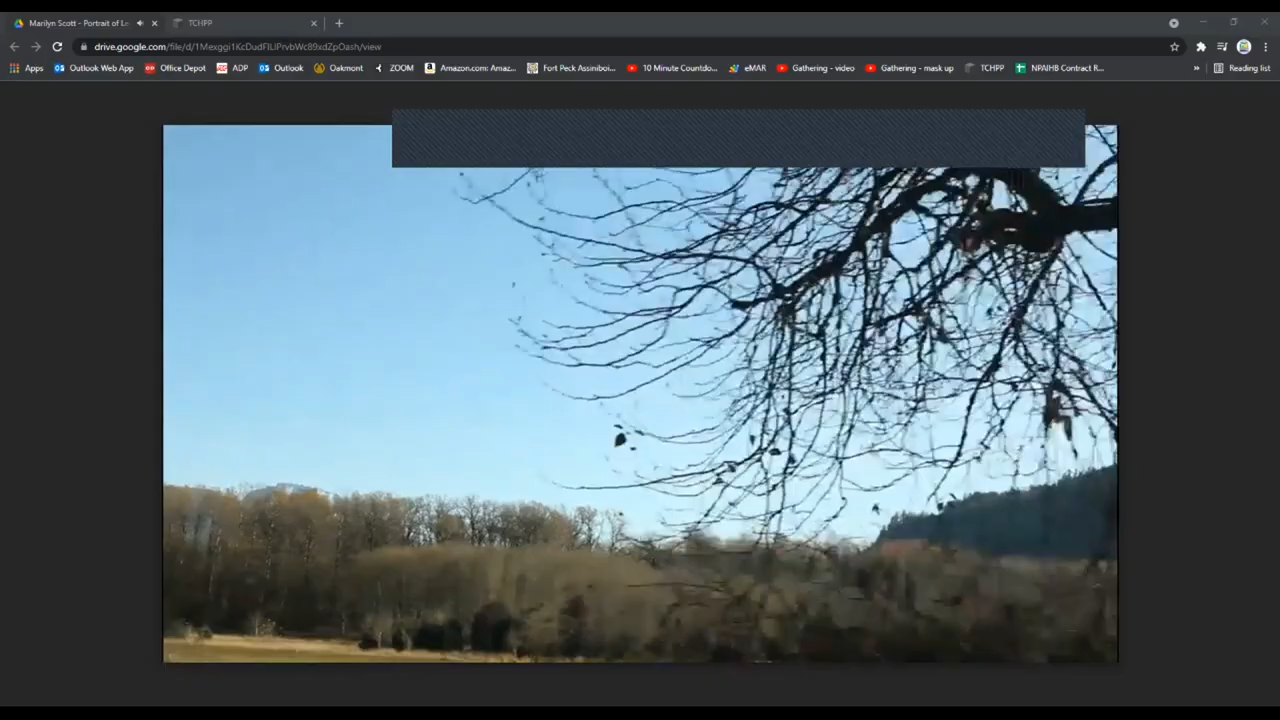 Marilyn Scott - Portrait of Le
TCHPP
drive.google.com/file/d/1Mexggi1KcDudFlLlPrvbWc89xdZpOash/view
Apps Outlook Web App Office Depot ADP Outlook Oakmont ZOOM Amazon.com: Amaz... Fort Peck Assiniboi... 10 Minute Countdo... eMAR Gathering - video Gathering - mask up TCHPP NPAIHB Contract R... » Reading list